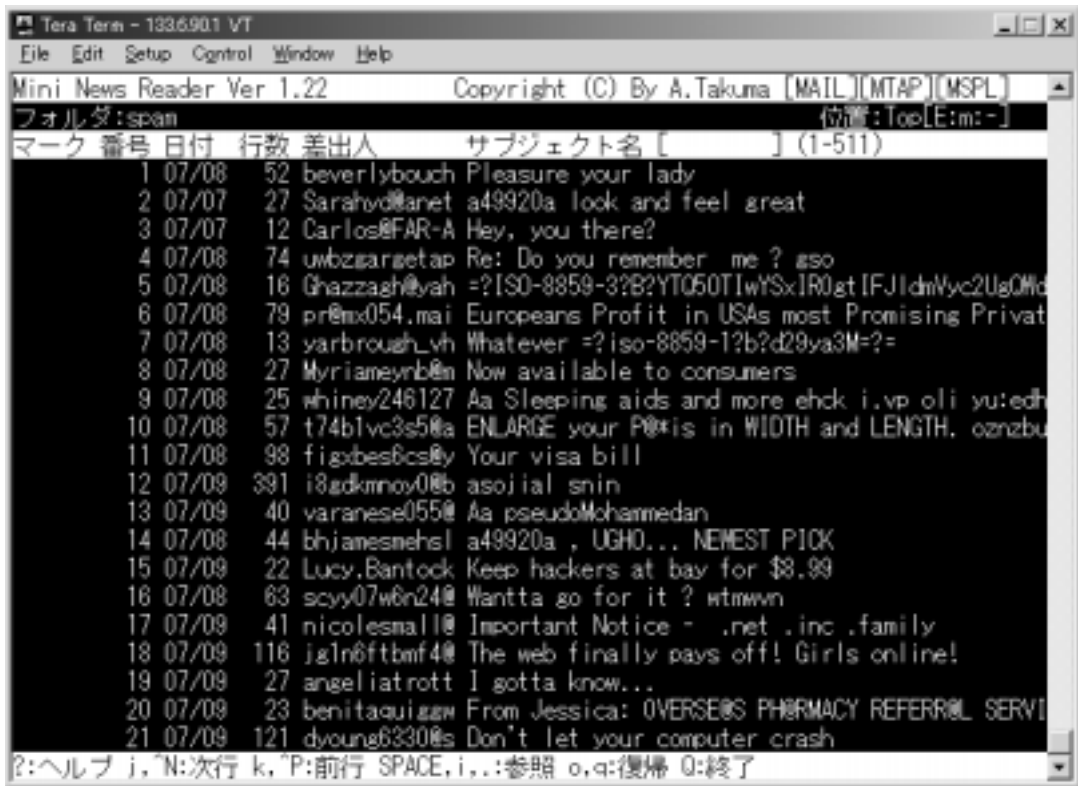 Tera Term - 133.6.90.1 VT
File Edit Setup Control Window Help
Mini News Reader Ver 1.22 Copyright (C) By A.Takuma [MAIL][MTAP][MSPL]
フォルダ:spam 位置:Top[E:m:-]
マーク 番号 日付 行数 差出人 サブジェクト名 [ ] (1-511)
1 07/08 52 beverlybouch Pleasure your lady
2 07/07 27 Sarahyd@anet a49920a look and feel great
3 07/07 12 Carlos@FAR-A Hey, you there?
4 07/08 74 uwbzgargetap Re: Do you remember me ? gso
5 07/08 16 Ghazzagh@yah
6 07/08 79 pr@mx054.mai Europeans Profit in USAs most Promising Privat
7 07/08 13 yarbrough_vh Whatever =?iso-8859-1?b?d29ya3M=?=
8 07/08 27 Myriameynb@m Now available to consumers
9 07/08 25 whiney246127 Aa Sleeping aids and more ehck i.vp oli yu:edh
10 07/08 57 t74b1vc3s5@a ENLARGE your P@*is in WIDTH and LENGTH. oznzbu
11 07/08 98 figxbes6cs@y Your visa bill
12 07/09 391 i8gdkmnoy0@b asojial snin
13 07/09 40 varanese055@ Aa pseudoMohammedan
14 07/08 44 bhjamesmehsl a49920a , UGHO... NEWEST PICK
15 07/09 22 Lucy.Bantock Keep hackers at bay for $8.99
16 07/08 63 scyy07w6n24@ Wantta go for it ? wtmwvn
17 07/09 41 nicolesmall@ Important Notice - .net .inc .family
18 07/09 116 jg1n6ftbmf4@ The web finally pays off! Girls online!
19 07/09 27 angeliatrott I gotta know...
20 07/09 23 benitaquiggw From Jessica: OVERSE@S PH@RMACY REFERR@L SERVI
21 07/09 121 dyoung6330@s Don't let your computer crash
?:ヘルプ j,^N:次行 k,^P:前行 SPACE,i,.:参照 o,q:復帰 Q:終了